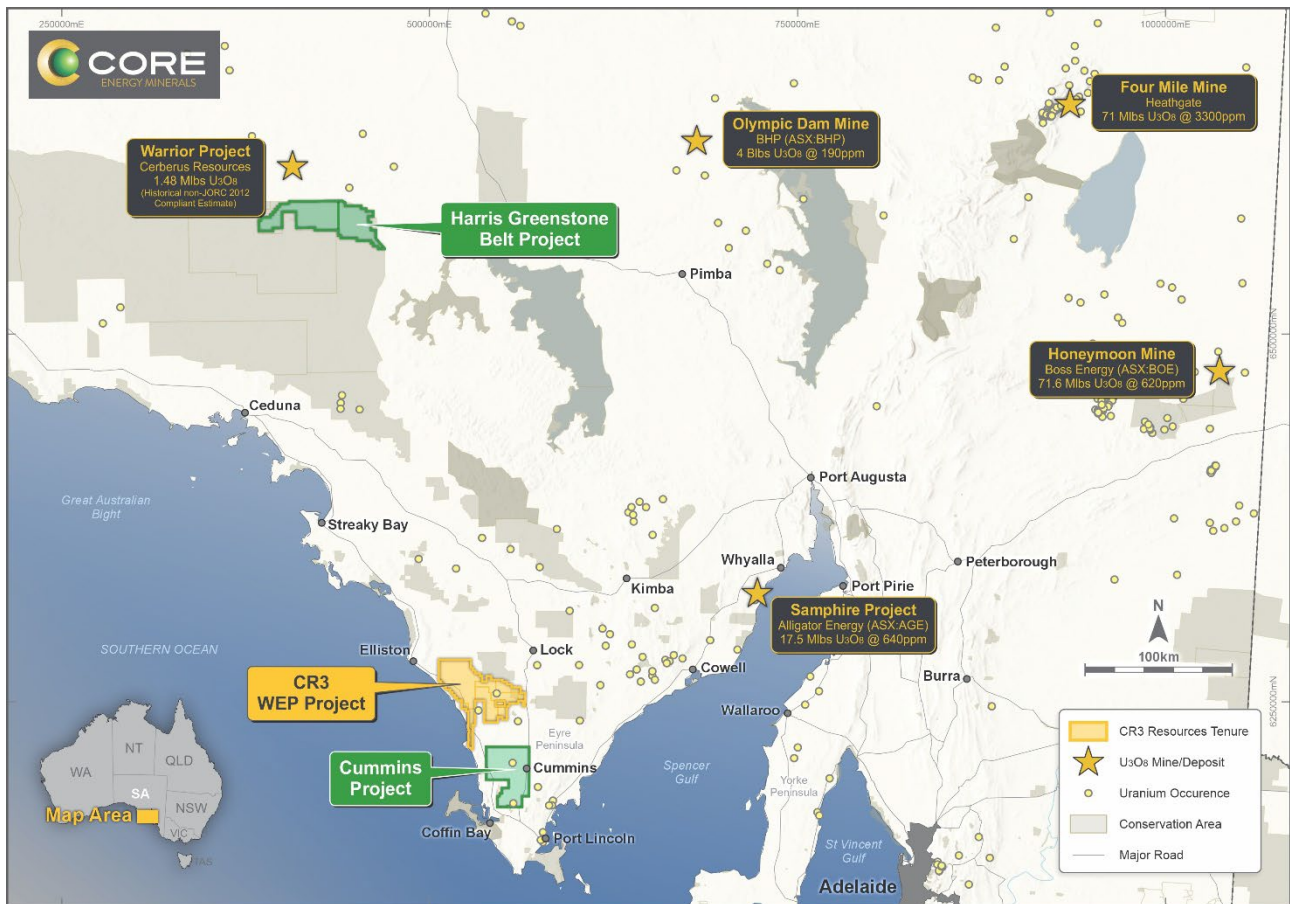 250000mE
500000mE
750000mE
1000000mE
CORE
ENERGY MINERALS
Four Mile Mine
Heathgate
71 Mlbs U3O8 @ 3300ppm
Olympic Dam Mine
BHP (ASX:BHP)
4 Blbs U3O8 @ 190ppm
Warrior Project
Cerberus Resources
1.48 Mlbs U3O8
(Historical non-JORC 2012
Compliant Estimate)
Harris Greenstone
Belt Project
Pimba
6500000mN
Honeymoon Mine
Boss Energy (ASX:BOE)
71.6 Mlbs U3O8 @ 620ppm
Ceduna
Port Augusta
Great Australian
Bight
Streaky Bay
Whyalla
Peterborough
Kimba
Port Pirie
Samphire Project
Alligator Energy (ASX:AGE)
17.5 Mlbs U3O8 @ 640ppm
N
100km
SOUTHERN OCEAN
Elliston
Lock
Cowell
Burra
CR3
WEP Project
Wallaroo
6250000mN
Eyre
Peninsula
Cummins
Project
Cummins
Spencer
Gulf
Yorke
Peninsula
Coffin Bay
Port Lincoln
St Vincent
Gulf
Adelaide
WA
NT
QLD
SA
NSW
VIC
TAS
Map Area
CR3 Resources Tenure
U3O8 Mine/Deposit
Uranium Occurence
Conservation Area
Major Road